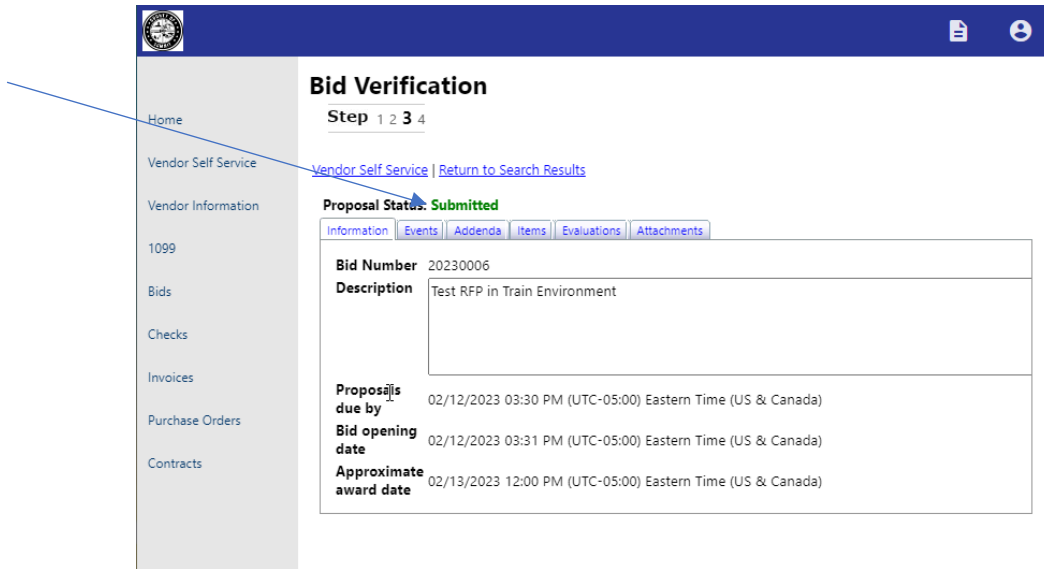 Bid Verification
Step 1 2 3 4
Home
Vendor Self Service
Vendor Information
1099
Bids
Checks
Invoices
Purchase Orders
Contracts
Vendor Self Service | Return to Search Results
Proposal Status: Submitted
Information Events Addenda Items Evaluations Attachments
Bid Number 20230006
Description Test RFP in Train Environment
Proposals
due by 02/12/2023 03:30 PM (UTC-05:00) Eastern Time (US & Canada)
Bid opening
date 02/12/2023 03:31 PM (UTC-05:00) Eastern Time (US & Canada)
Approximate
award date 02/13/2023 12:00 PM (UTC-05:00) Eastern Time (US & Canada)